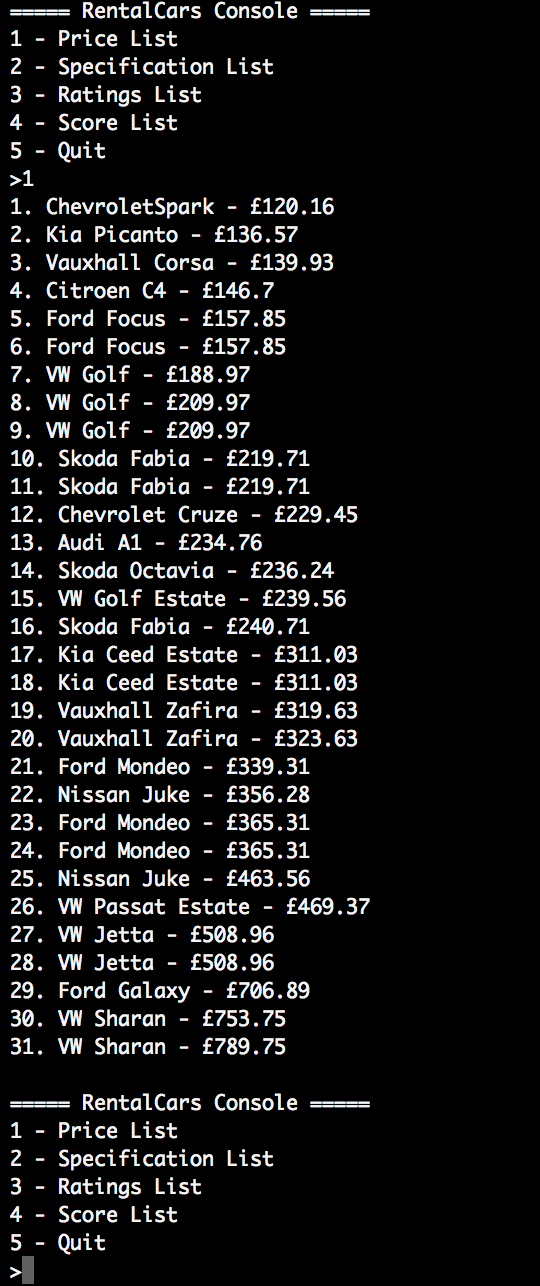 ===== RentalCars Console =====
1 - Price List
2 - Specification List
3 - Ratings List
4 - Score List
5 - Quit
>1
1. ChevroletSpark - £120.16
2. Kia Picanto - £136.57
3. Vauxhall Corsa - £139.93
4. Citroen C4 - £146.7
5. Ford Focus - £157.85
6. Ford Focus - £157.85
7. VW Golf - £188.97
8. VW Golf - £209.97
9. VW Golf - £209.97
10. Skoda Fabia - £219.71
11. Skoda Fabia - £219.71
12. Chevrolet Cruze - £229.45
13. Audi A1 - £234.76
14. Skoda Octavia - £236.24
15. VW Golf Estate - £239.56
16. Skoda Fabia - £240.71
17. Kia Ceed Estate - £311.03
18. Kia Ceed Estate - £311.03
19. Vauxhall Zafira - £319.63
20. Vauxhall Zafira - £323.63
21. Ford Mondeo - £339.31
22. Nissan Juke - £356.28
23. Ford Mondeo - £365.31
24. Ford Mondeo - £365.31
25. Nissan Juke - £463.56
26. VW Passat Estate - £469.37
27. VW Jetta - £508.96
28. VW Jetta - £508.96
29. Ford Galaxy - £706.89
30. VW Sharan - £753.75
31. VW Sharan - £789.75
===== RentalCars Console =====
1 - Price List
2 - Specification List
3 - Ratings List
4 - Score List
5 - Quit
>